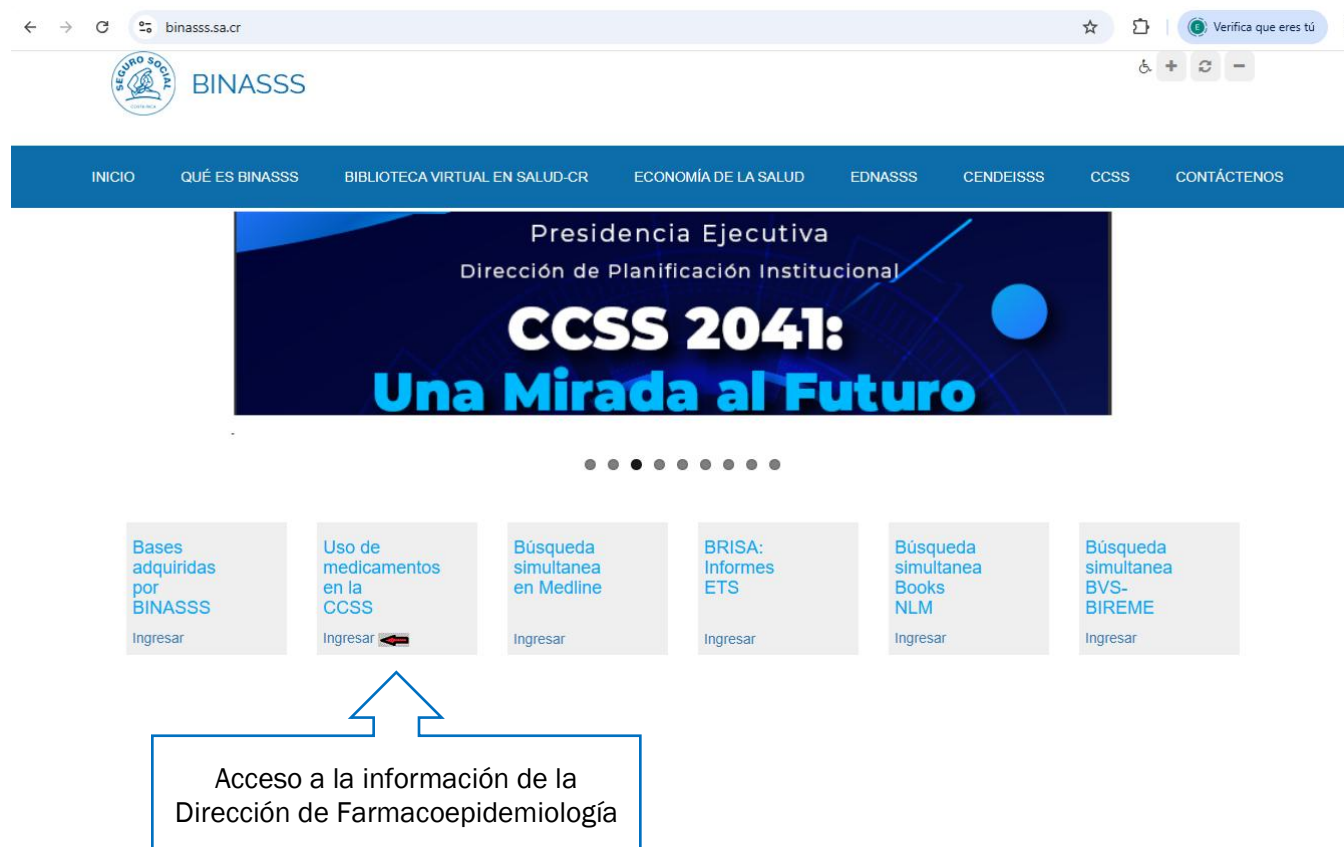 binasss.sa.cr
Verifica que eres tú
SEGURO SOCIAL
COSTA RICA
BINASSS
INICIO QUÉ ES BINASSS BIBLIOTECA VIRTUAL EN SALUD-CR ECONOMÍA DE LA SALUD EDNASSS CENDEISSS CCSS CONTÁCTENOS
Presidencia Ejecutiva
Dirección de Planificación Institucional
CCSS 2041:
Una Mirada al Futuro
Bases
adquiridas
por
BINASSS
Ingresar
Uso de
medicamentos
en la
CCSS
Ingresar
Búsqueda
simultanea
en Medline
Ingresar
BRISA:
Informes
ETS
Ingresar
Búsqueda
simultanea
Books
NLM
Ingresar
Búsqueda
simultanea
BVS-
BIREME
Ingresar
Acceso a la información de la
Dirección de Farmacoepidemiología